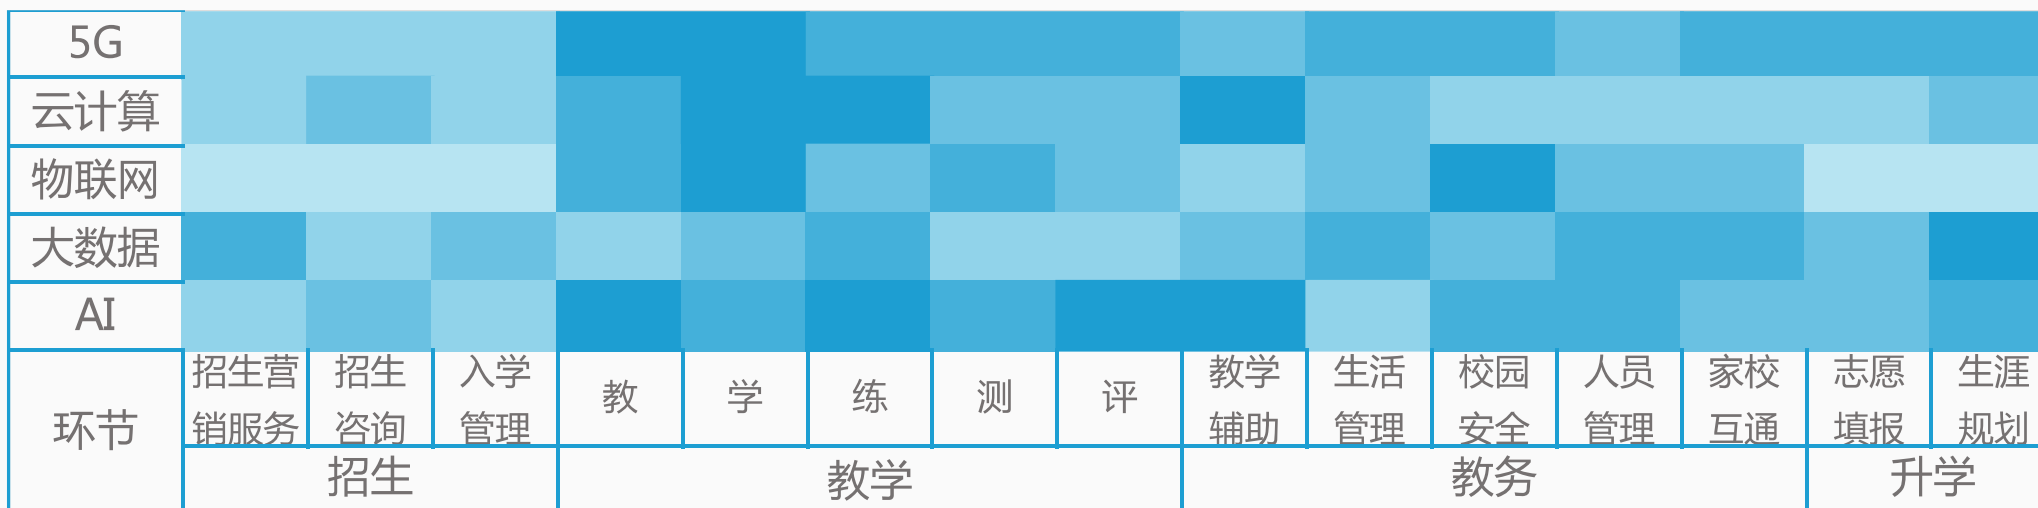 5G
云计算
物联网
大数据
AI
环节
招生营
销服务
招生
咨询
入学
管理
教
学
练
测
评
教学
辅助
生活
管理
校园
安全
人员
管理
家校
互通
志愿
填报
生涯
规划
招生
教学
教务
升学